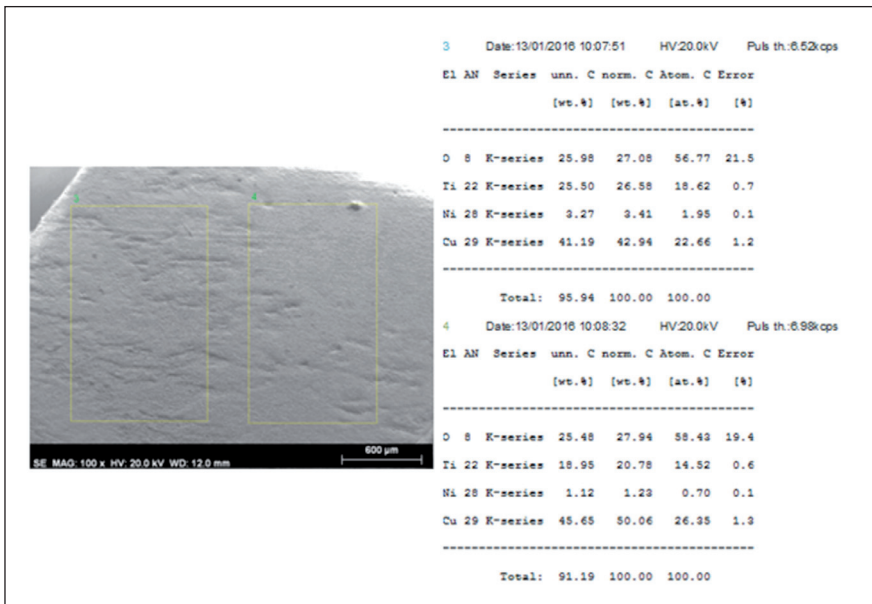 3 Date:13/01/2016 10:07:51 HV:20.0kV Puls th.:6.52kcps
El AN Series unn. C norm. C Atom. C Error
[wt.%] [wt.%] [at.%] [%]
---------------------------------------------
O 8 K-series 25.98 27.08 56.77 21.5
Ti 22 K-series 25.50 26.58 18.62 0.7
Ni 28 K-series 3.27 3.41 1.95 0.1
Cu 29 K-series 41.19 42.94 22.66 1.2
---------------------------------------------
Total: 95.94 100.00 100.00
4 Date:13/01/2016 10:08:32 HV:20.0kV Puls th.:6.98kcps
El AN Series unn. C norm. C Atom. C Error
[wt.%] [wt.%] [at.%] [%]
---------------------------------------------
O 8 K-series 25.48 27.94 58.43 19.4
Ti 22 K-series 18.95 20.78 14.52 0.6
Ni 28 K-series 1.12 1.23 0.70 0.1
Cu 29 K-series 45.65 50.06 26.35 1.3
---------------------------------------------
Total: 91.19 100.00 100.00
3
4
600 µm
SE MAG: 100 x HV: 20.0 kV WD: 12.0 mm